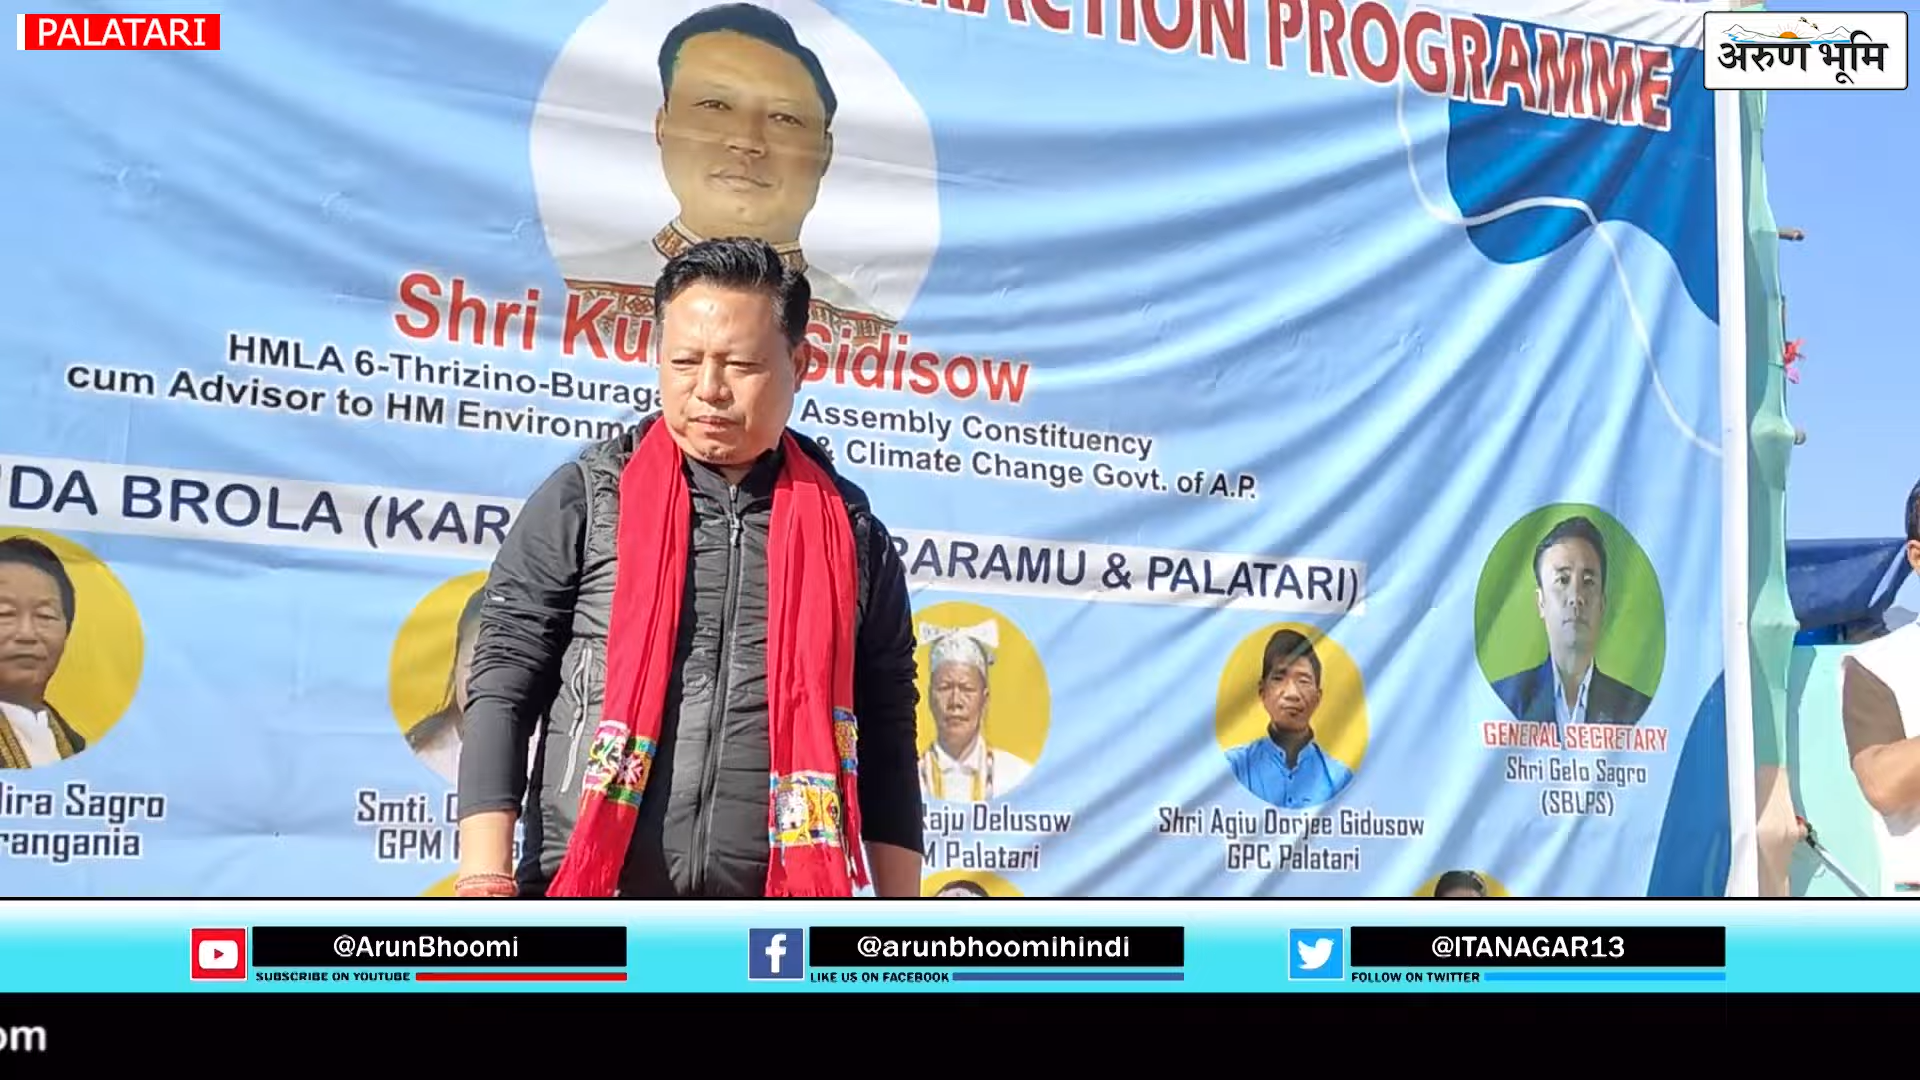 PALATARI
अरुण भूमि
ACTION PROGRAMME
Shri Ku Sidisow
HMLA 6-Thrizino-Buraga Assembly Constituency
cum Advisor to HM Environm & Climate Change Govt. of A.P.
DA BROLA (KAR RARAMU & PALATARI)
GENERAL SECRETARY
Shri Gelo Sagro
(SBLPS)
Sagro
Smti.
Raju Delusow
Shri Agiu Dorjee Gidusow
rangania
GPM
Palatari
GPC Palatari
@ArunBhoomi
SUBSCRIBE ON YOUTUBE
@arunbhoomihindi
LIKE US ON FACEBOOK
@ITANAGAR13
FOLLOW ON TWITTER
om